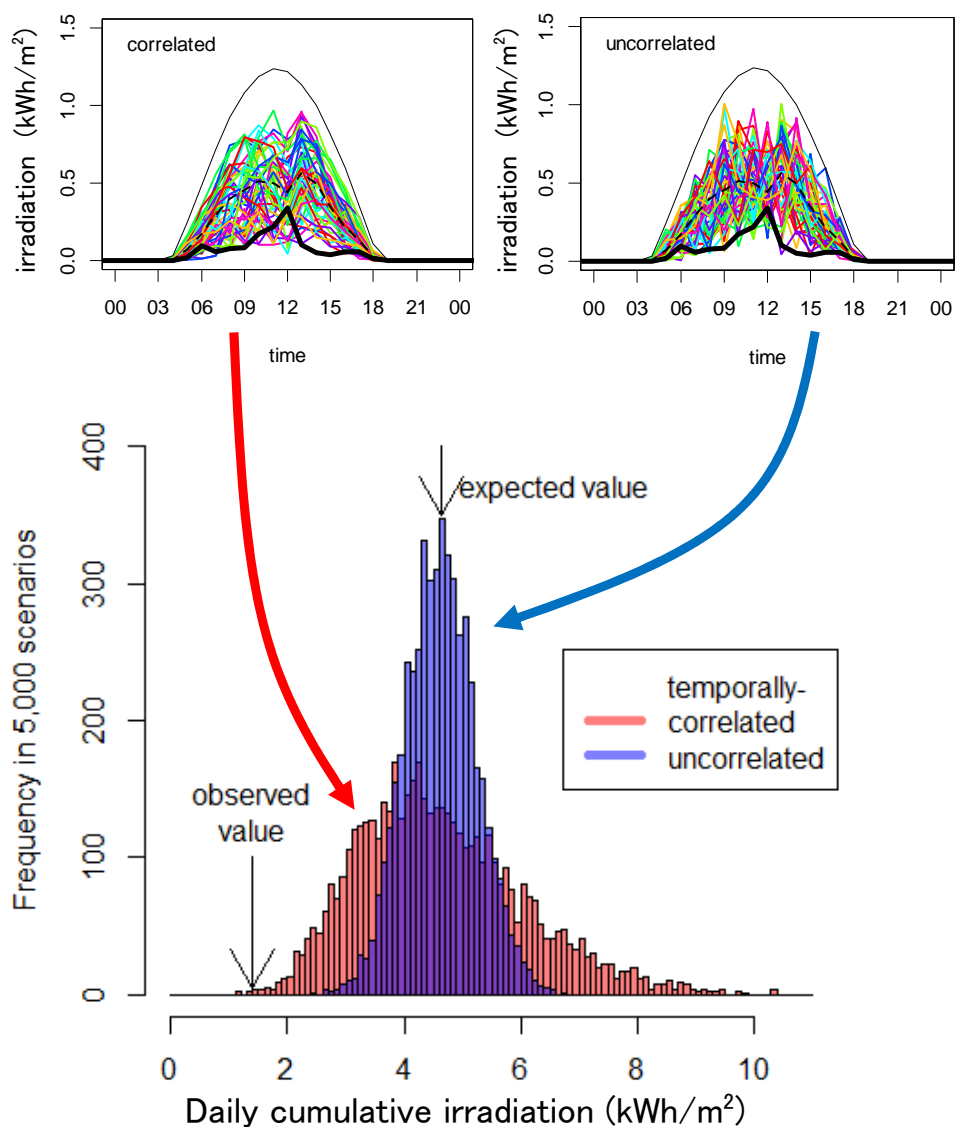 correlated
irradiation (kWh/m²)
1.5
1.0
0.5
0.0
00 03 06 09 12 15 18 21 00
time
uncorrelated
irradiation (kWh/m²)
1.5
1.0
0.5
0.0
00 03 06 09 12 15 18 21 00
time
expected value
observed
value
temporally-
correlated
uncorrelated
Frequency in 5,000 scenarios
400
300
200
100
0
0 2 4 6 8 10
Daily cumulative irradiation (kWh/m²)